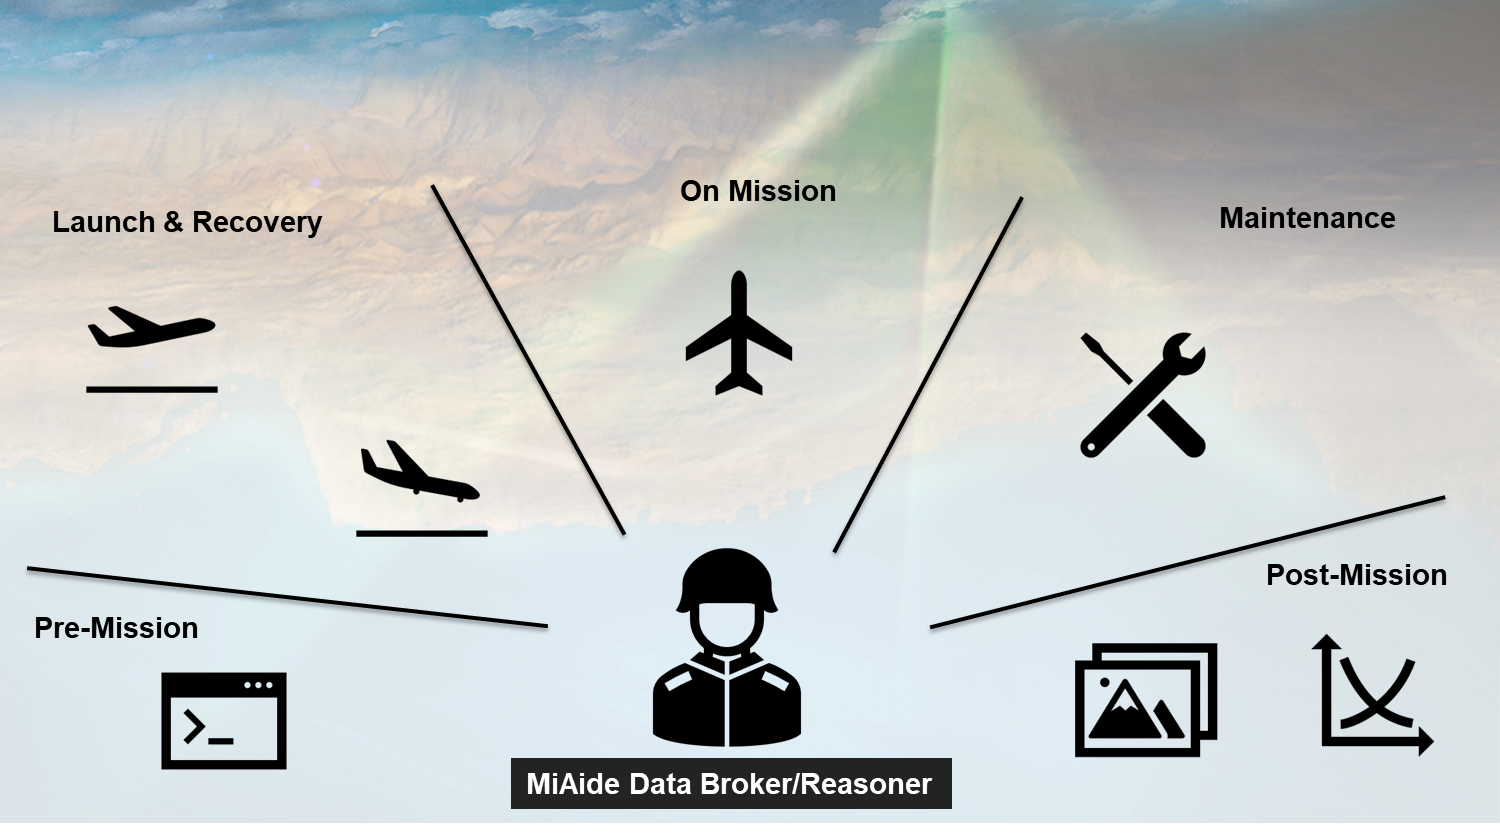 On Mission
Launch & Recovery
Maintenance
Post-Mission
Pre-Mission
MiAide Data Broker/Reasoner